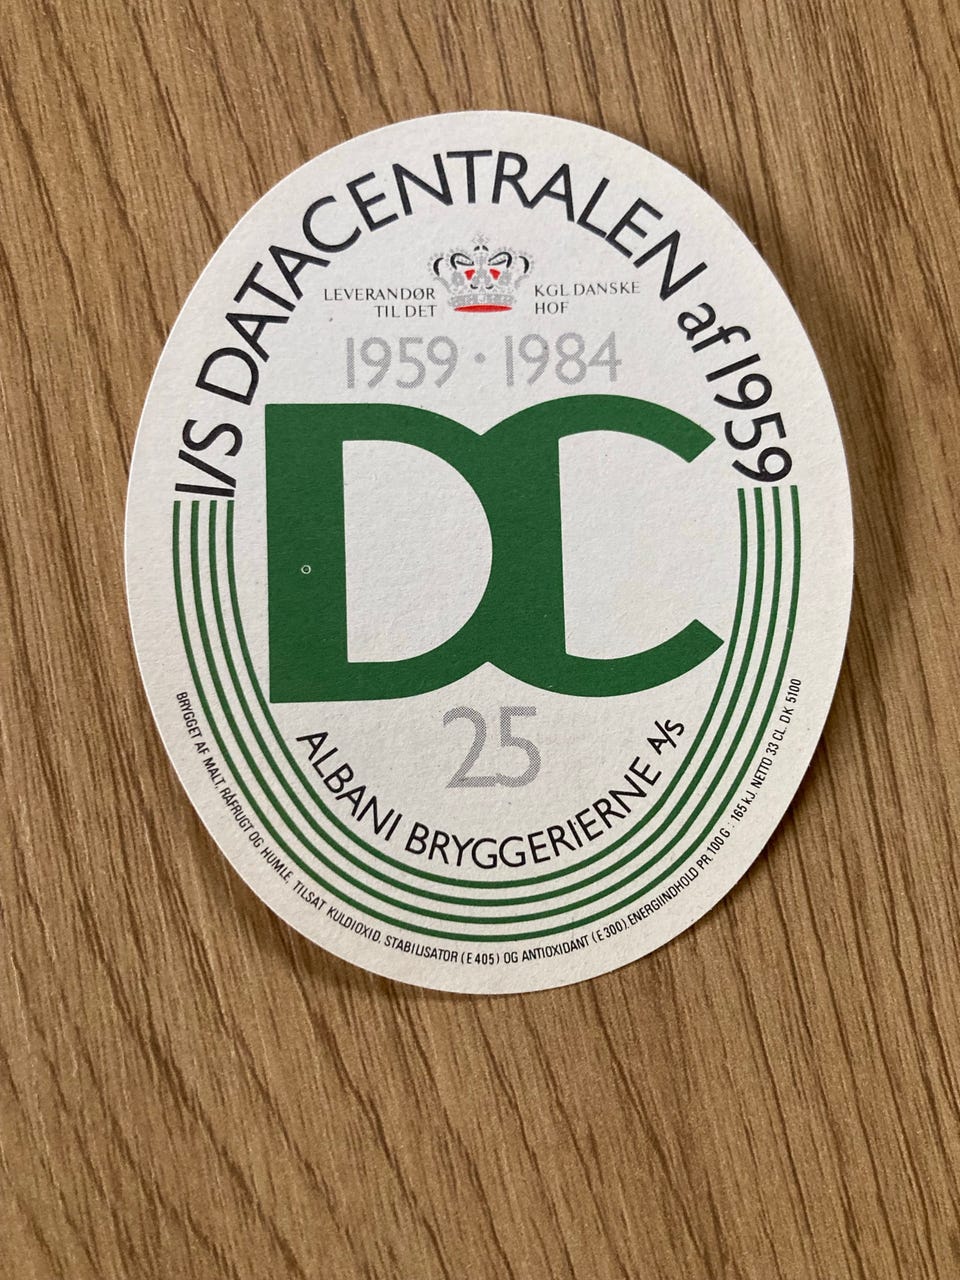 I/S DATACENTRALEN af 1959
LEVERANDØR
TIL DET
KGL DANSKE
HOF
1959 · 1984
DC
25
ALBANI BRYGGERIERNE A/S
BRYGGET AF MALT, RÅFRUGT OG HUMLE, TILSAT KULDIOXID, STABILISATOR (E 405) OG ANTIOXIDANT (E 300). ENERGIINDHOLD PR. 100 G : 165 kJ. NETTO 33 CL. DK 5100